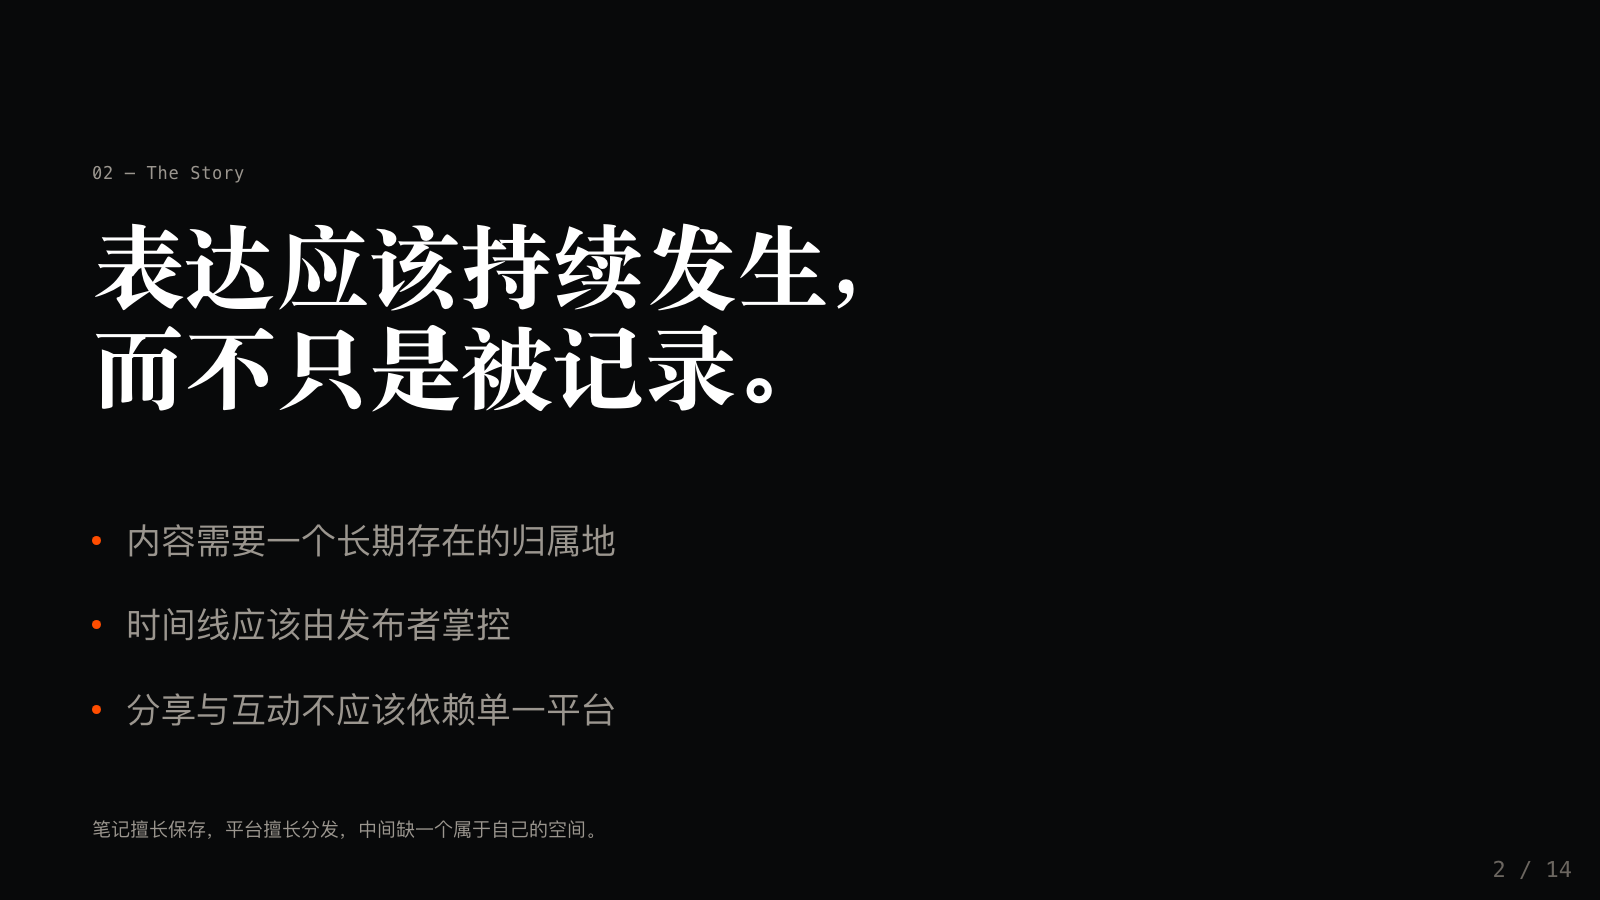 02 — The Story
表达应该持续发生，
而不只是被记录。
• 内容需要一个长期存在的归属地
• 时间线应该由发布者掌控
• 分享与互动不应该依赖单一平台
笔记擅长保存，平台擅长分发，中间缺一个属于自己的空间。
2 / 14